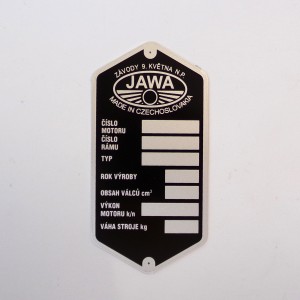 ZÁVODY 9. KVĚTNA N.P.
JAWA
MADE IN CZECHOSLOVAKIA
ČÍSLO
MOTORU
ČÍSLO
RÁMU
TYP
ROK VÝROBY
OBSAH VÁLCŮ cm³
VÝKON
MOTORU k/n
VÁHA STROJE kg